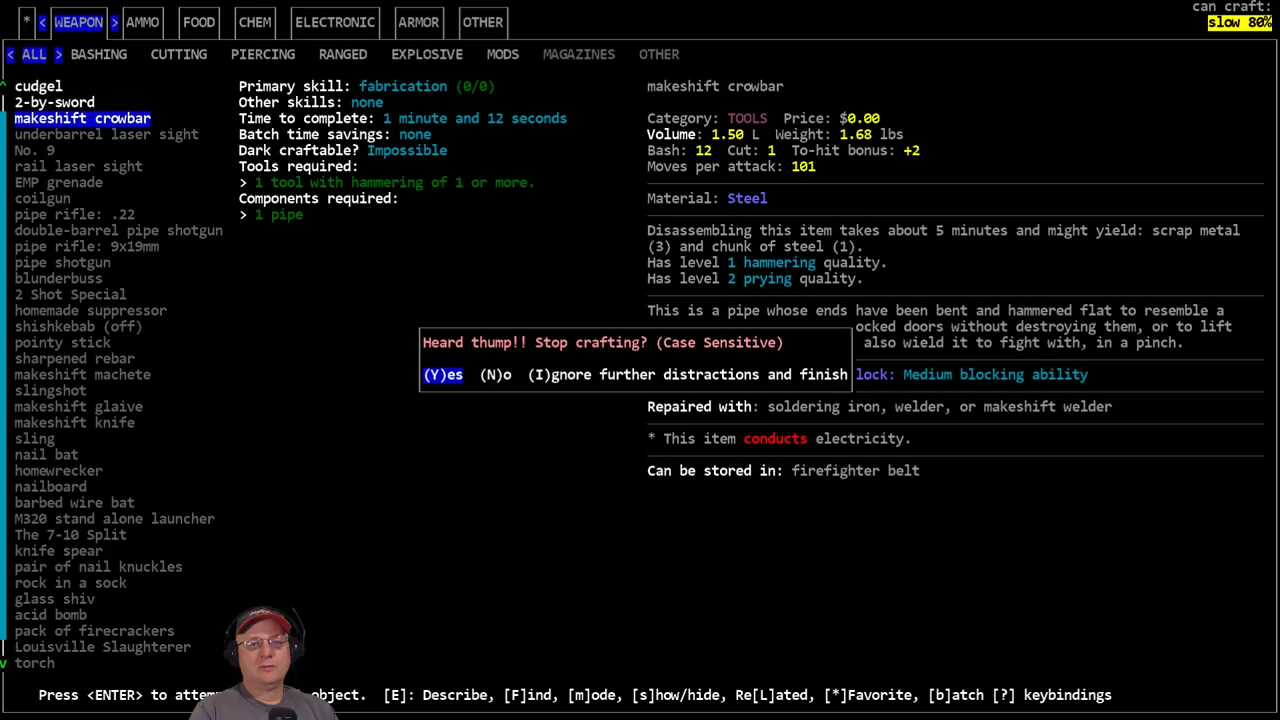 can craft:
* < WEAPON > AMMO FOOD CHEM ELECTRONIC ARMOR OTHER slow 80%
< ALL > BASHING CUTTING PIERCING RANGED EXPLOSIVE MODS MAGAZINES OTHER
^ cudgel
2-by-sword
makeshift crowbar
underbarrel laser sight
No. 9
rail laser sight
EMP grenade
coilgun
pipe rifle: .22
double-barrel pipe shotgun
pipe rifle: 9x19mm
pipe shotgun
blunderbuss
2 Shot Special
homemade suppressor
shishkebab (off)
pointy stick
sharpened rebar
makeshift machete
slingshot
makeshift glaive
makeshift knife
sling
nail bat
homewrecker
nailboard
barbed wire bat
M320 stand alone launcher
The 7-10 Split
knife spear
pair of nail knuckles
rock in a sock
glass shiv
acid bomb
pack of firecrackers
Louisville Slaughterer
v torch
Primary skill: fabrication (0/0)
Other skills: none
Time to complete: 1 minute and 12 seconds
Batch time savings: none
Dark craftable? Impossible
Tools required:
> 1 tool with hammering of 1 or more.
Components required:
> 1 pipe
makeshift crowbar
Category: TOOLS Price: $0.00
Volume: 1.50 L Weight: 1.68 lbs
Bash: 12 Cut: 1 To-hit bonus: +2
Moves per attack: 101
Material: Steel
Disassembling this item takes about 5 minutes and might yield: scrap metal
(3) and chunk of steel (1).
Has level 1 hammering quality.
Has level 2 prying quality.
This is a pipe whose ends have been bent and hammered flat to resemble a
ocked doors without destroying them, or to lift
also wield it to fight with, in a pinch.
lock: Medium blocking ability
Repaired with: soldering iron, welder, or makeshift welder
* This item conducts electricity.
Can be stored in: firefighter belt
Heard thump!! Stop crafting? (Case Sensitive)
(Y)es (N)o (I)gnore further distractions and finish
Press <ENTER> to attem object. [E]: Describe, [F]ind, [m]ode, [s]how/hide, Re[L]ated, [*]Favorite, [b]atch [?] keybindings